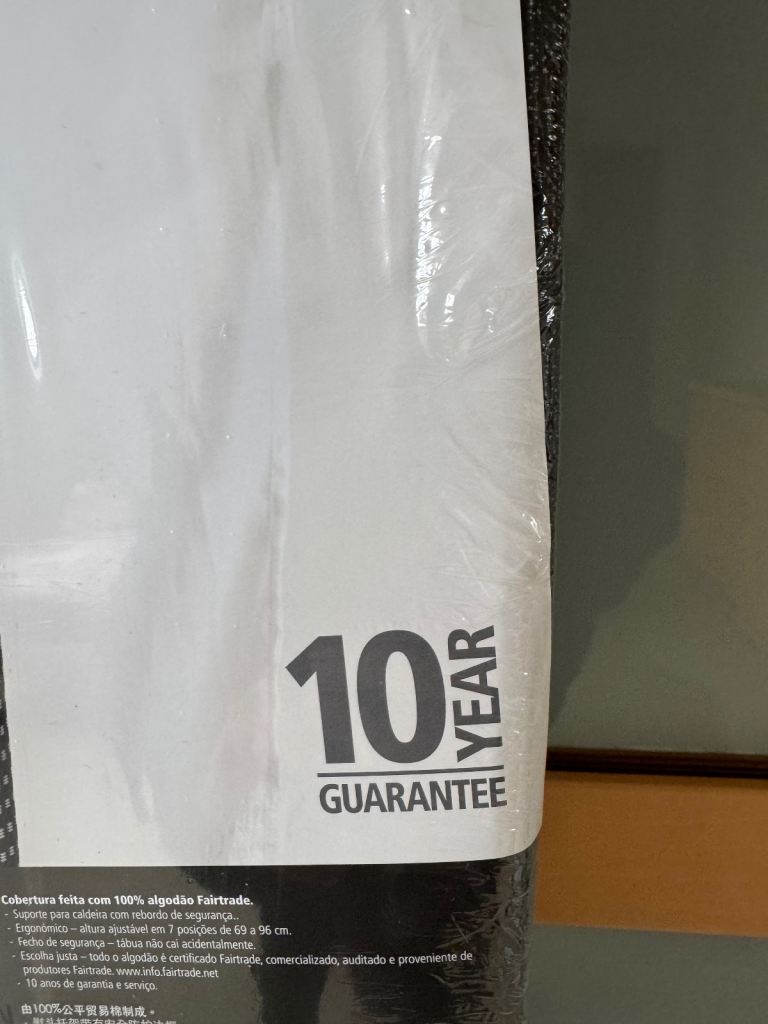 10 YEAR
GUARANTEE
Cobertura feita com 100% algodão Fairtrade.
- Suporte para caldeira com rebordo de segurança..
- Ergonómico – altura ajustável em 7 posições de 69 a 96 cm.
- Fecho de segurança – tábua não cai acidentalmente.
- Escolha justa – todo o algodão é certificado Fairtrade, comercializado, auditado e proveniente de
produtores Fairtrade. www.info.fairtrade.net
- 10 anos de garantia e serviço.
由100%公平贸易棉制成。